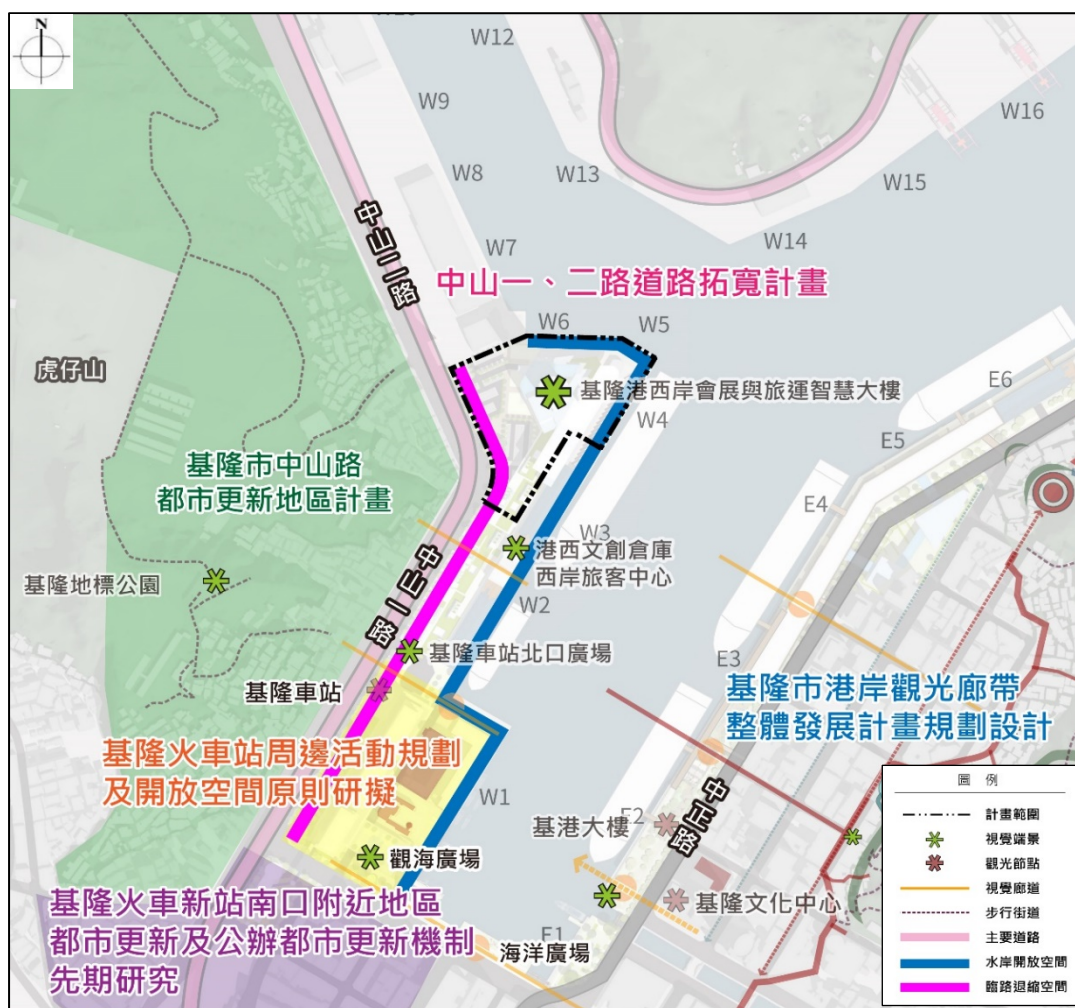 N
W12
W9
W16
W8
W13
W15
W7
W14
中山二路
中山一、二路道路拓寬計畫
W6
W5
虎仔山
E6
基隆港西岸會展與旅運智慧大樓
W4
E5
基隆市中山路
都市更新地區計畫
E4
W3
港西文創倉庫
西岸旅客中心
基隆地標公園
中山一路
W2
基隆車站北口廣場
E3
基隆車站
基隆市港岸觀光廊帶
整體發展計畫規劃設計
基隆火車站周邊活動規劃
及開放空間原則研擬
W1
中正路
E2
基港大樓
觀海廣場
基隆文化中心
基隆火車新站南口附近地區
都市更新及公辦都市更新機制
先期研究
E1
海洋廣場
圖 例
計畫範圍
視覺端景
觀光節點
視覺廊道
步行街道
主要道路
水岸開放空間
臨路退縮空間